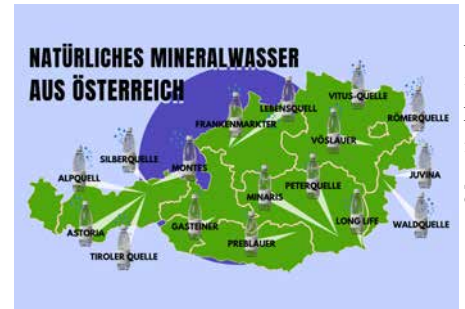 NATÜRLICHES MINERALWASSER
AUS ÖSTERREICH
LEBENSQUELL
VITUS-QUELLE
FRANKENMARKTER
RÖMERQUELLE
VÖSLAUER
SILBERQUELLE
MONTES
ALPQUELL
PETERQUELLE
JUVINA
MINARIS
ASTORIA
GASTEINER
LONG LIFE
WALDQUELLE
PREBLAUER
TIROLER QUELLE